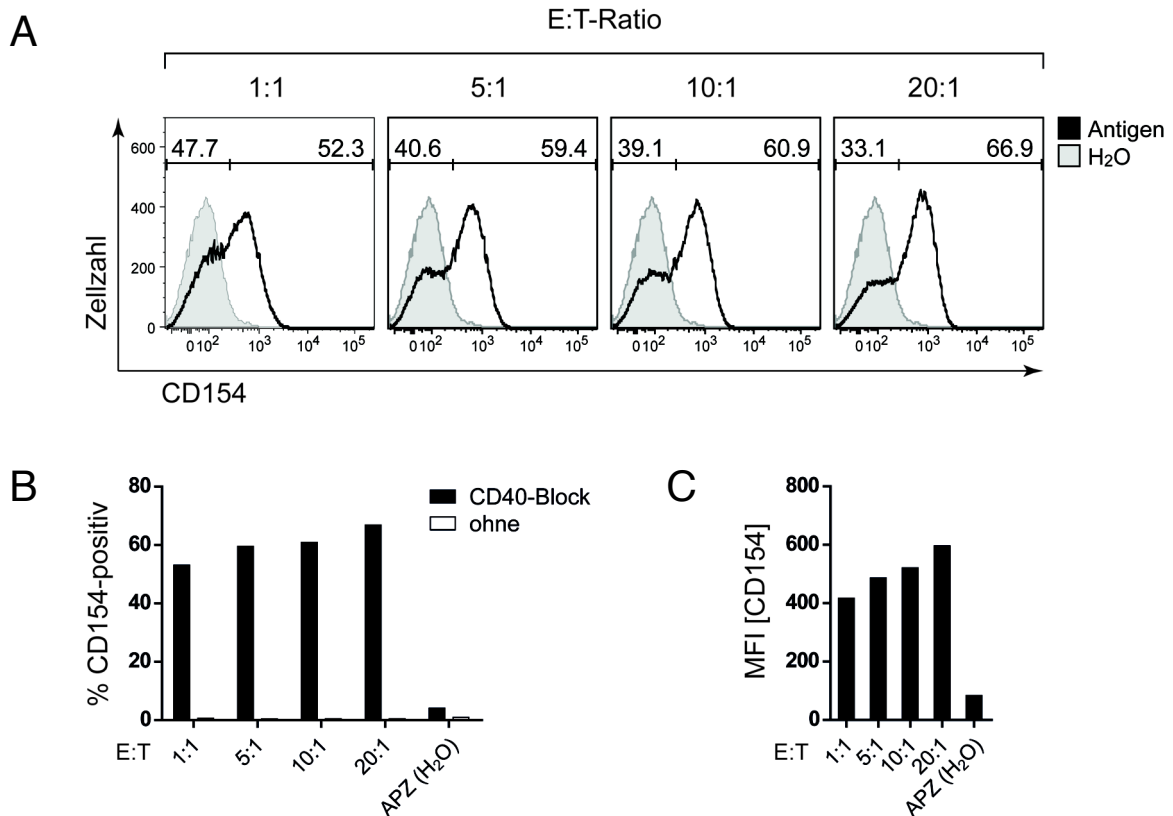 A
E:T-Ratio
1:1 5:1 10:1 20:1
47.7 52.3 40.6 59.4 39.1 60.9 33.1 66.9
Antigen
H₂O
600
400
200
0
Zellzahl
0 10² 10³ 10⁴ 10⁵ 0 10² 10³ 10⁴ 10⁵ 0 10² 10³ 10⁴ 10⁵ 0 10² 10³ 10⁴ 10⁵
CD154
B
% CD154-positiv
80
60
40
20
0
CD40-Block
ohne
E:T 1:1 5:1 10:1 20:1 APZ (H₂O)
C
MFI [CD154]
800
600
400
200
0
E:T 1:1 5:1 10:1 20:1 APZ (H₂O)